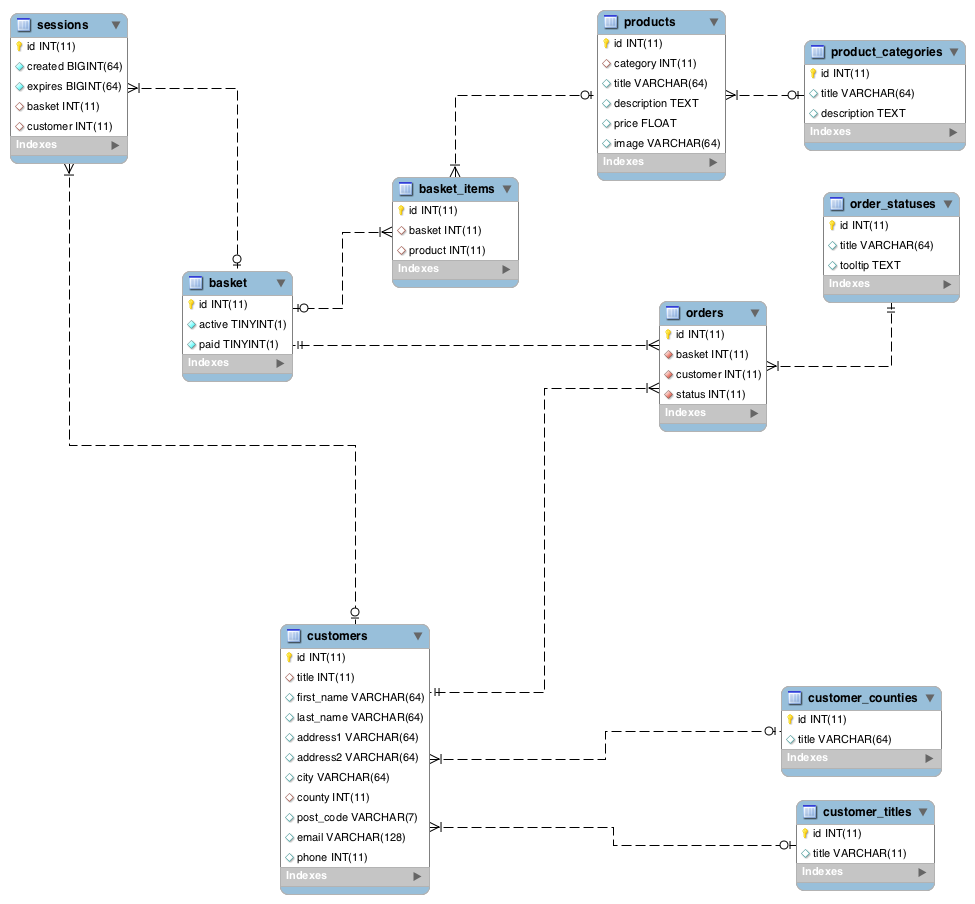 sessions
id INT(11)
created BIGINT(64)
expires BIGINT(64)
basket INT(11)
customer INT(11)
Indexes
products
id INT(11)
category INT(11)
title VARCHAR(64)
description TEXT
price FLOAT
image VARCHAR(64)
Indexes
product_categories
id INT(11)
title VARCHAR(64)
description TEXT
Indexes
basket_items
id INT(11)
basket INT(11)
product INT(11)
Indexes
order_statuses
id INT(11)
title VARCHAR(64)
tooltip TEXT
Indexes
basket
id INT(11)
active TINYINT(1)
paid TINYINT(1)
Indexes
orders
id INT(11)
basket INT(11)
customer INT(11)
status INT(11)
Indexes
customers
id INT(11)
title INT(11)
first_name VARCHAR(64)
last_name VARCHAR(64)
address1 VARCHAR(64)
address2 VARCHAR(64)
city VARCHAR(64)
county INT(11)
post_code VARCHAR(7)
email VARCHAR(128)
phone INT(11)
Indexes
customer_counties
id INT(11)
title VARCHAR(64)
Indexes
customer_titles
id INT(11)
title VARCHAR(11)
Indexes